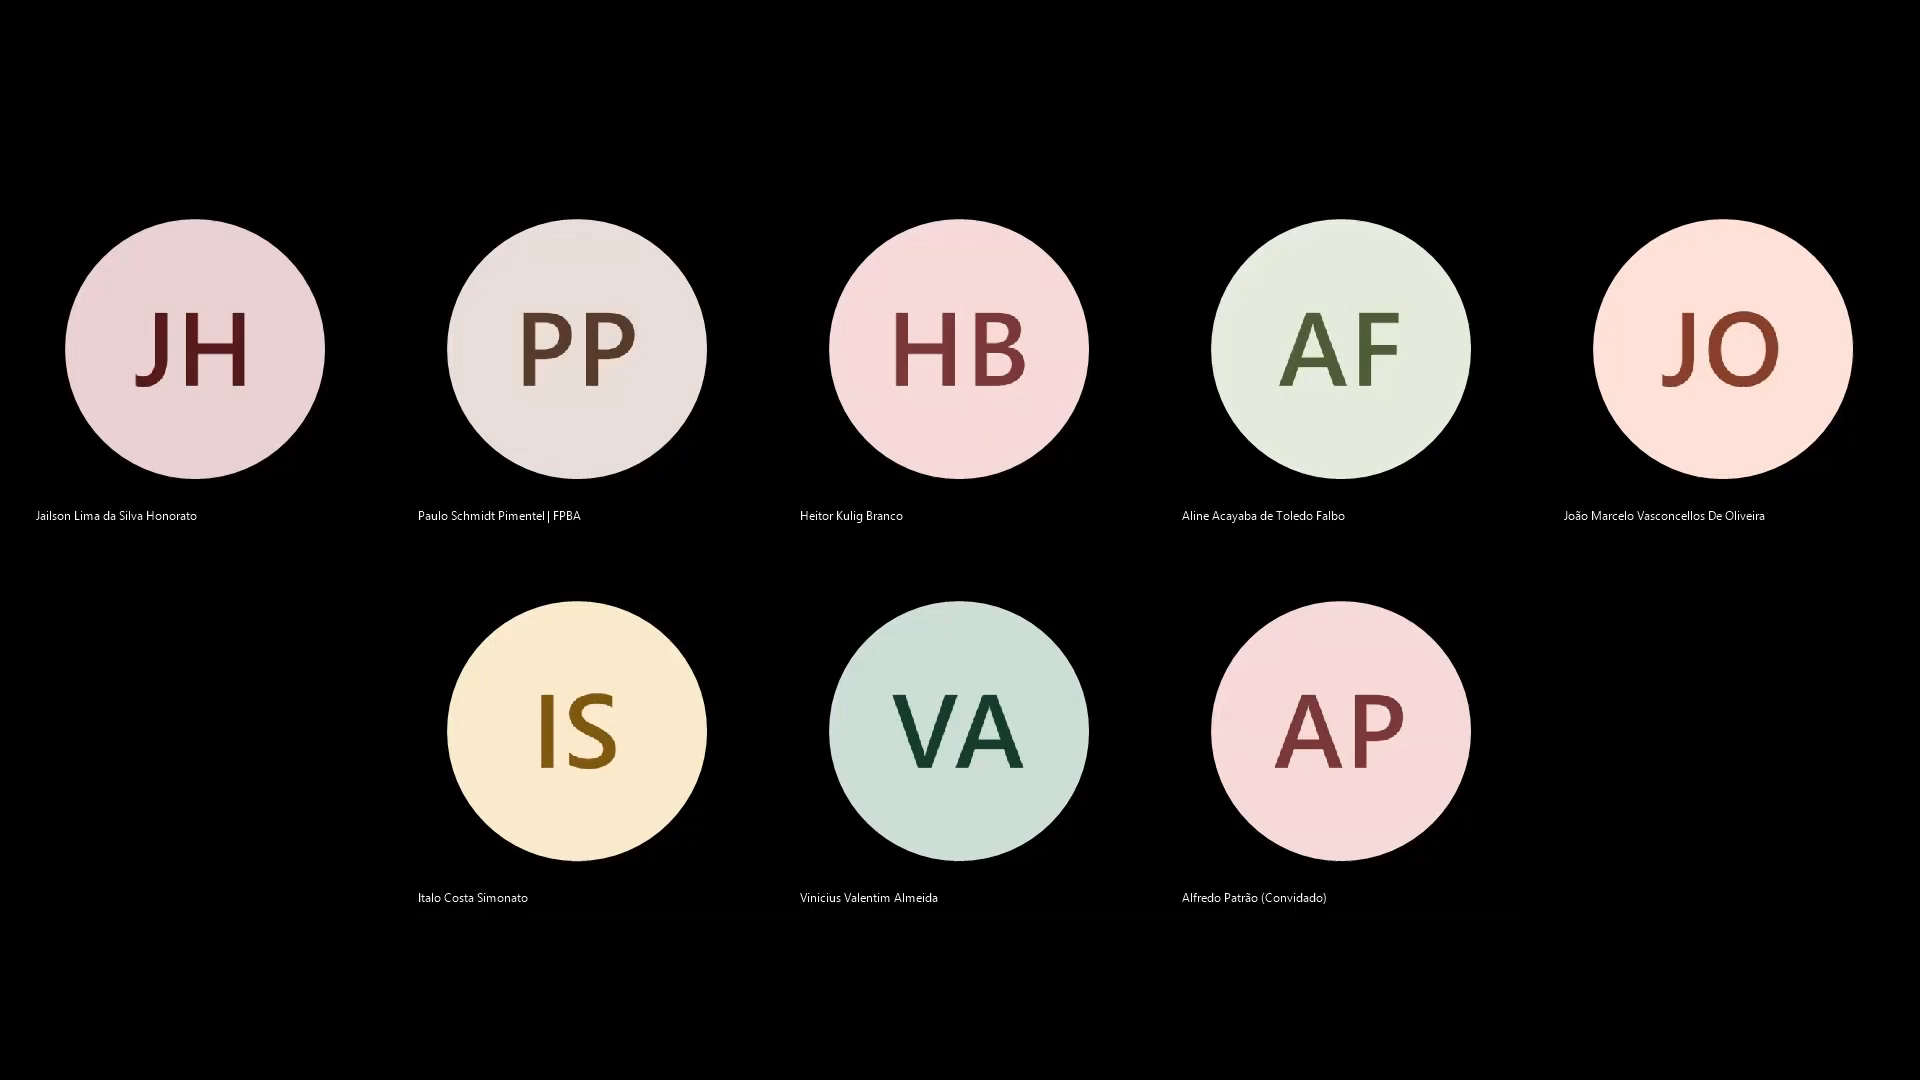 JH
PP
HB
AF
JO
Jailson Lima da Silva Honorato
Paulo Schmidt Pimentel | FPBA
Heitor Kulig Branco
Aline Acayaba de Toledo Falbo
João Marcelo Vasconcellos De Oliveira
IS
VA
AP
Italo Costa Simonato
Vinicius Valentim Almeida
Alfredo Patrão (Convidado)